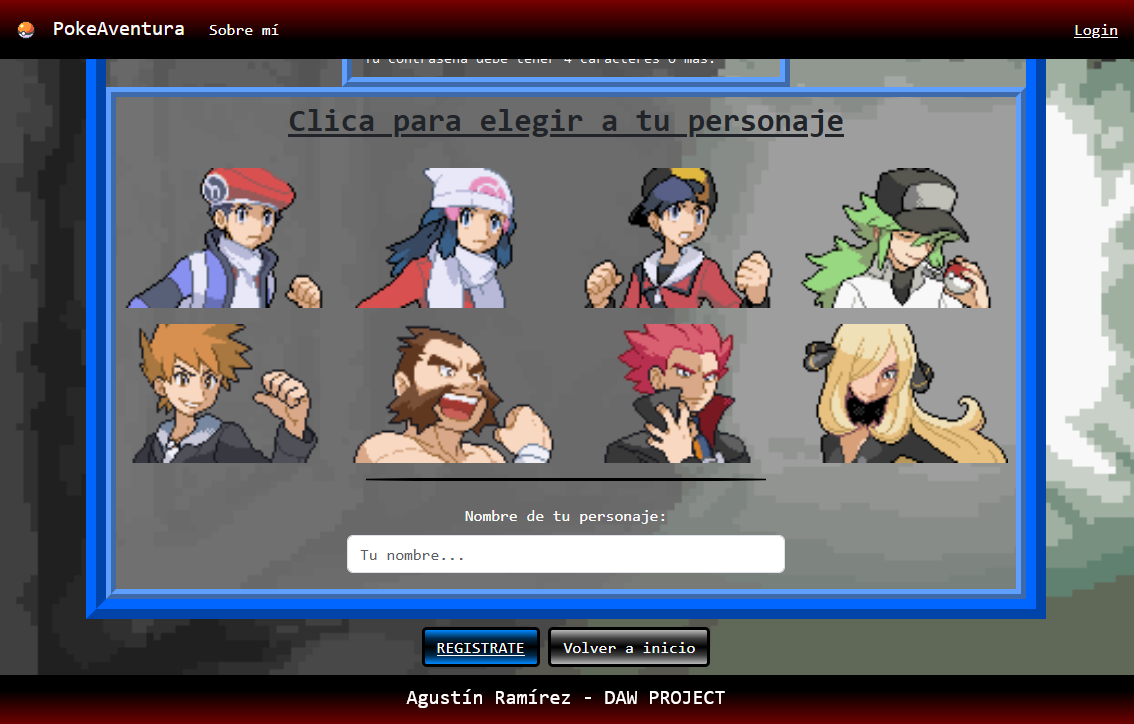 PokeAventura Sobre mí Login
Tu contraseña debe tener 4 caracteres o más.
Clica para elegir a tu personaje
Nombre de tu personaje:
Tu nombre...
REGISTRATE Volver a inicio
Agustín Ramírez - DAW PROJECT